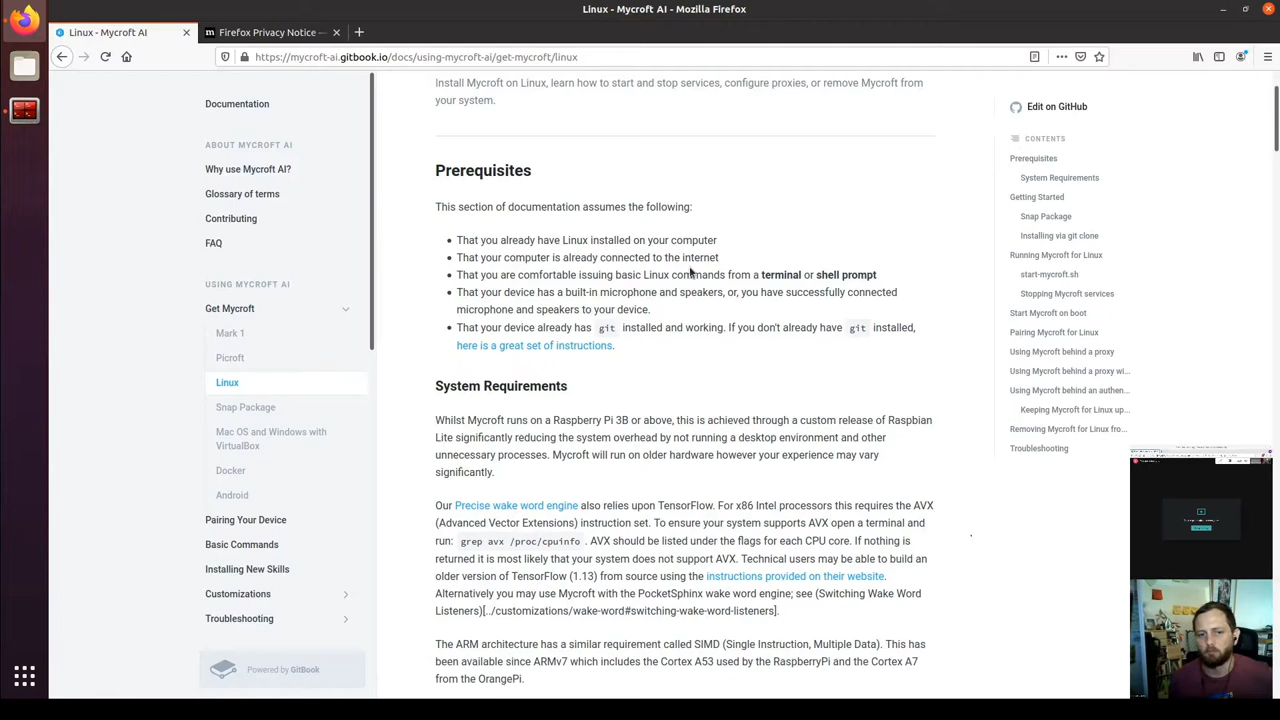 Linux - Mycroft AI - Mozilla Firefox
Linux - Mycroft AI
Firefox Privacy Notice —
https://mycroft-ai.gitbook.io/docs/using-mycroft-ai/get-mycroft/linux
Documentation
ABOUT MYCROFT AI
Why use Mycroft AI?
Glossary of terms
Contributing
FAQ
USING MYCROFT AI
Get Mycroft
Mark 1
Picroft
Linux
Snap Package
Mac OS and Windows with
VirtualBox
Docker
Android
Pairing Your Device
Basic Commands
Installing New Skills
Customizations
Troubleshooting
Powered by GitBook
Install Mycroft on Linux, learn how to start and stop services, configure proxies, or remove Mycroft from
your system.
Prerequisites
This section of documentation assumes the following:
• That you already have Linux installed on your computer
• That your computer is already connected to the internet
• That you are comfortable issuing basic Linux commands from a terminal or shell prompt
• That your device has a built-in microphone and speakers, or, you have successfully connected
microphone and speakers to your device.
• That your device already has git installed and working. If you don't already have git installed,
here is a great set of instructions.
System Requirements
Whilst Mycroft runs on a Raspberry Pi 3B or above, this is achieved through a custom release of Raspbian
Lite significantly reducing the system overhead by not running a desktop environment and other
unnecessary processes. Mycroft will run on older hardware however your experience may vary
significantly.
Our Precise wake word engine also relies upon TensorFlow. For x86 Intel processors this requires the AVX
(Advanced Vector Extensions) instruction set. To ensure your system supports AVX open a terminal and
run: grep avx /proc/cpuinfo . AVX should be listed under the flags for each CPU core. If nothing is
returned it is most likely that your system does not support AVX. Technical users may be able to build an
older version of TensorFlow (1.13) from source using the instructions provided on their website.
Alternatively you may use Mycroft with the PocketSphinx wake word engine; see (Switching Wake Word
Listeners)[../customizations/wake-word#switching-wake-word-listeners].
The ARM architecture has a similar requirement called SIMD (Single Instruction, Multiple Data). This has
been available since ARMv7 which includes the Cortex A53 used by the RaspberryPi and the Cortex A7
from the OrangePi.
Edit on GitHub
CONTENTS
Prerequisites
System Requirements
Getting Started
Snap Package
Installing via git clone
Running Mycroft for Linux
start-mycroft.sh
Stopping Mycroft services
Start Mycroft on boot
Pairing Mycroft for Linux
Using Mycroft behind a proxy
Using Mycroft behind a proxy wi...
Using Mycroft behind an authen...
Keeping Mycroft for Linux up...
Removing Mycroft for Linux fro...
Troubleshooting